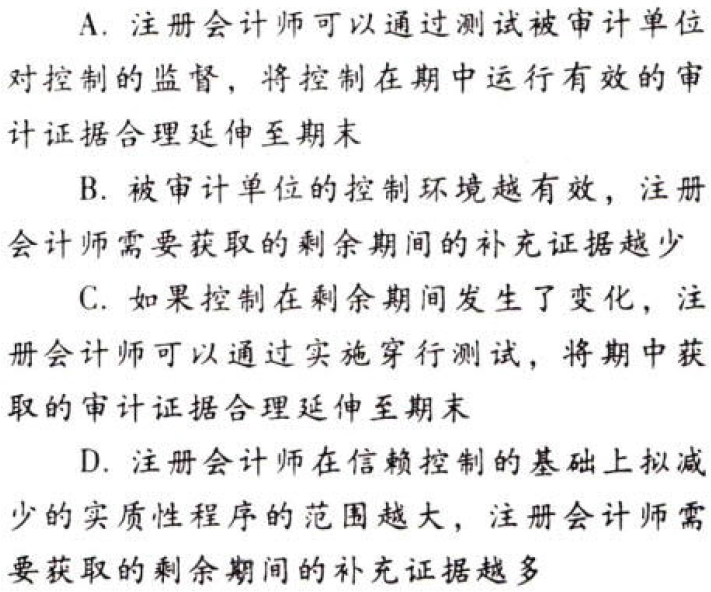 A. 注册会计师可以通过测试被审计单位
对控制的监督，将控制在期中运行有效的审
计证据合理延伸至期末
B. 被审计单位的控制环境越有效，注册
会计师需要获取的剩余期间的补充证据越少
C. 如果控制在剩余期间发生了变化，注
册会计师可以通过实施穿行测试，将期中获
取的审计证据合理延伸至期末
D. 注册会计师在信赖控制的基础上拟减
少的实质性程序的范围越大，注册会计师需
要获取的剩余期间的补充证据越多